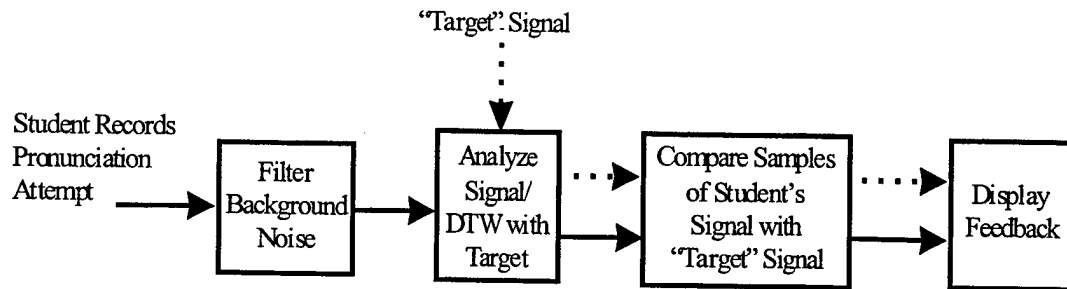 “Target” Signal
Student Records
Pronunciation
Attempt
Filter
Background
Noise
Analyze
Signal/
DTW with
Target
Compare Samples
of Student’s
Signal with
“Target” Signal
Display
Feedback